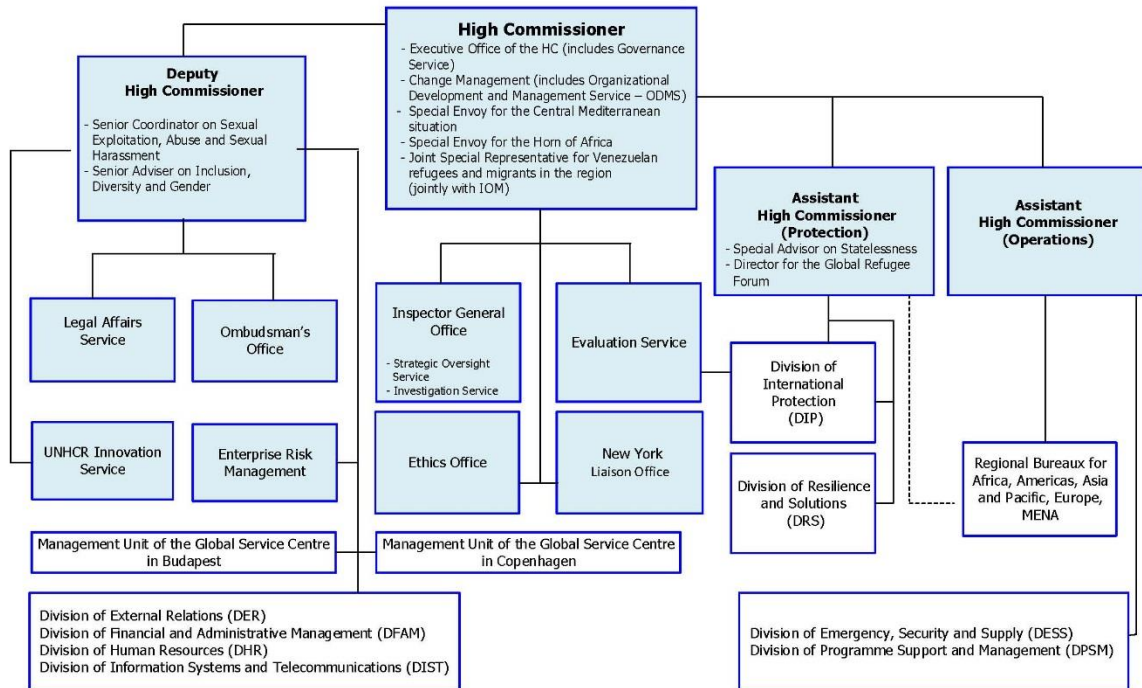 High Commissioner
- Executive Office of the HC (includes Governance
Service)
- Change Management (includes Organizational
Development and Management Service – ODMS)
- Special Envoy for the Central Mediterranean
situation
- Special Envoy for the Horn of Africa
- Joint Special Representative for Venezuelan
refugees and migrants in the region
(jointly with IOM)
Deputy
High Commissioner
- Senior Coordinator on Sexual
Exploitation, Abuse and Sexual
Harassment
- Senior Adviser on Inclusion,
Diversity and Gender
Assistant
High Commissioner
(Protection)
- Special Advisor on Statelessness
- Director for the Global Refugee
Forum
Assistant
High Commissioner
(Operations)
Legal Affairs
Service
Ombudsman's
Office
Inspector General
Office
- Strategic Oversight
Service
- Investigation Service
Evaluation Service
Division of
International
Protection
(DIP)
UNHCR Innovation
Service
Enterprise Risk
Management
Ethics Office
New York
Liaison Office
Division of Resilience
and Solutions
(DRS)
Regional Bureaux for
Africa, Americas, Asia
and Pacific, Europe,
MENA
Management Unit of the Global Service Centre
in Budapest
Management Unit of the Global Service Centre
in Copenhagen
Division of External Relations (DER)
Division of Financial and Administrative Management (DFAM)
Division of Human Resources (DHR)
Division of Information Systems and Telecommunications (DIST)
Division of Emergency, Security and Supply (DESS)
Division of Programme Support and Management (DPSM)